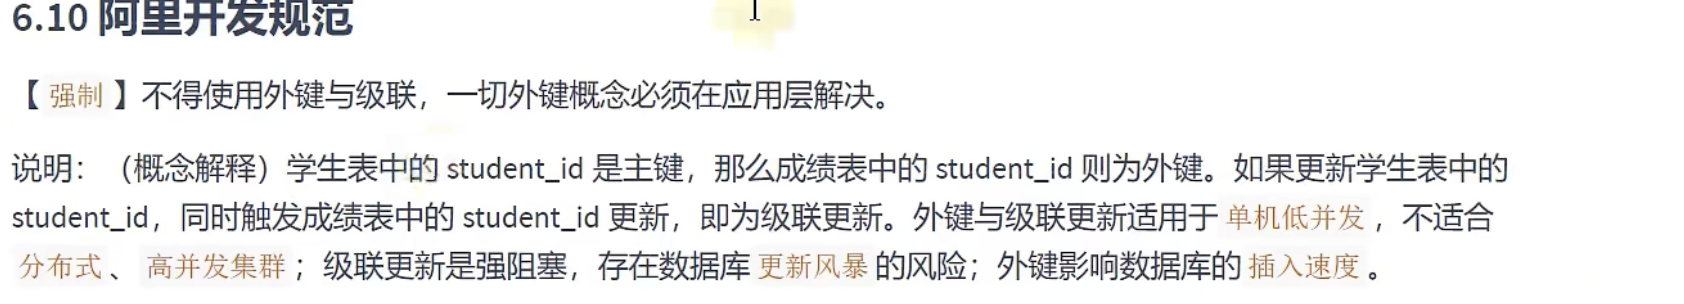 6.10 阿里开发规范
【 强制 】不得使用外键与级联，一切外键概念必须在应用层解决。
说明：（概念解释）学生表中的 student_id 是主键，那么成绩表中的 student_id 则为外键。如果更新学生表中的
student_id，同时触发成绩表中的 student_id 更新，即为级联更新。外键与级联更新适用于 单机低并发 ，不适合
分布式 、 高并发集群 ；级联更新是强阻塞，存在数据库 更新风暴 的风险；外键影响数据库的 插入速度 。